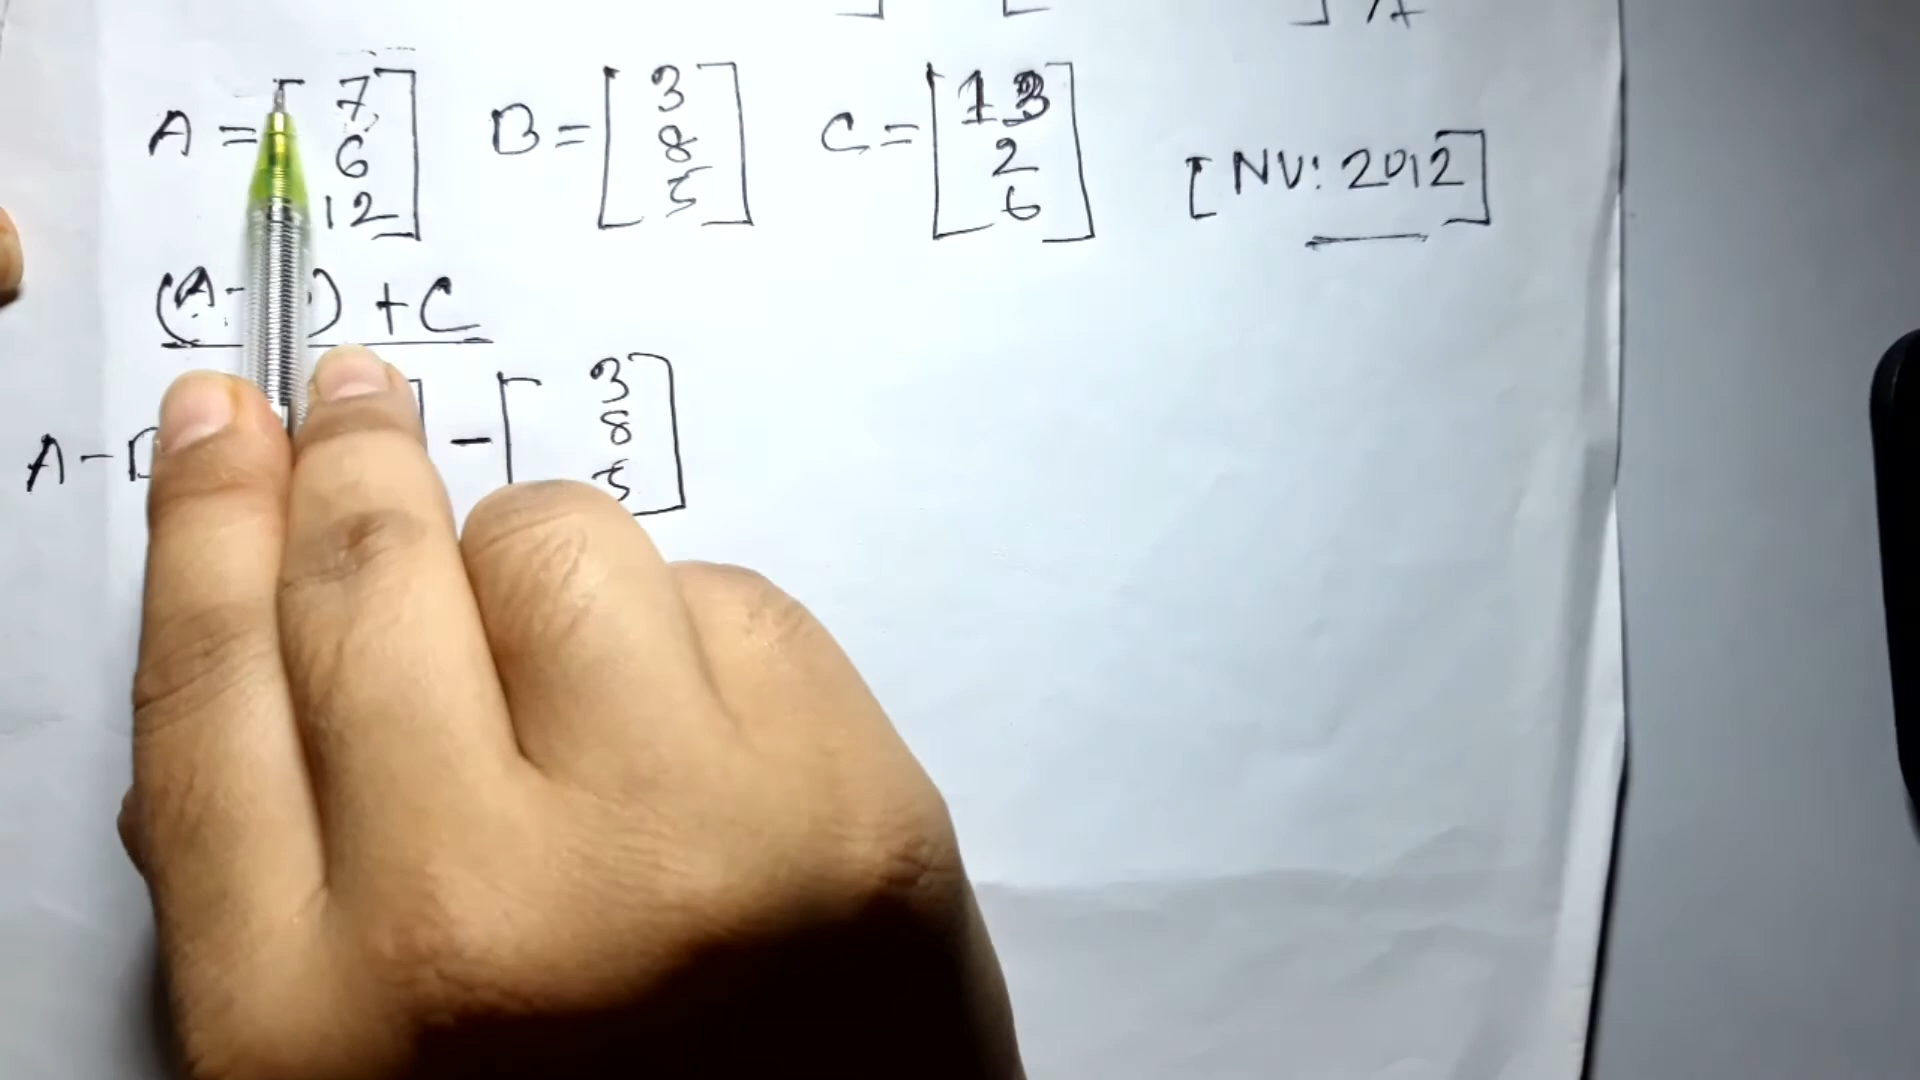 A = [ 7 B = [ 3 ] C = [ 13 ]
6 8 2 [NU: 2012]
12 ] 5 6
(A - ) + C
A - ] - [ 3 ]
8
5